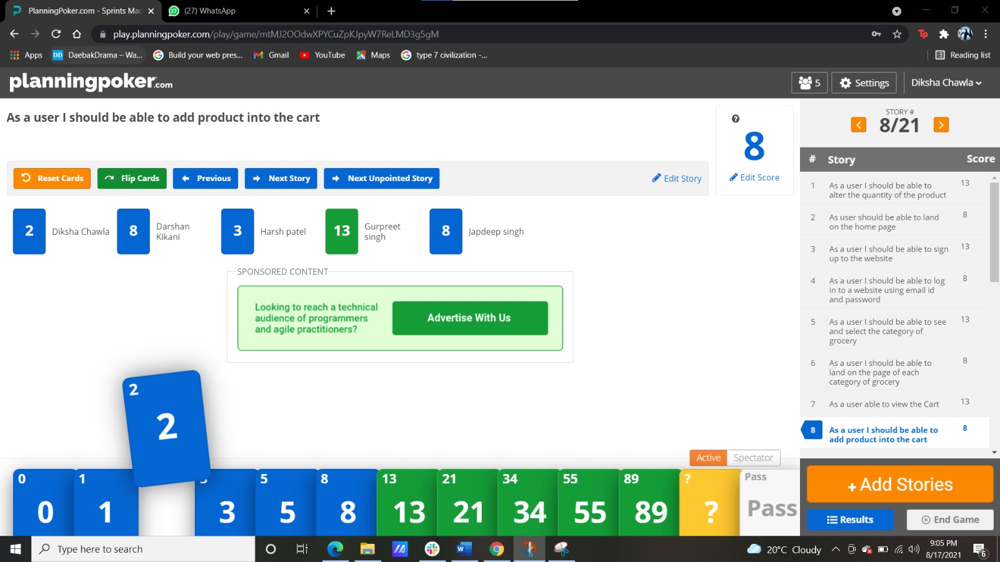 PlanningPoker.com - Sprints Mac
(27) WhatsApp
play.planningpoker.com/play/game/mtMJ2OOdwXPYCuZpKJpyW7ReLMD3g5gM
Apps
DD DaebakDrama – Wa...
Build your web pres...
Gmail
YouTube
Maps
type 7 civilization -...
Reading list
planningpoker.com
5
Settings
Diksha Chawla
As a user I should be able to add product into the cart
8
Edit Score
Reset Cards
Flip Cards
Previous
Next Story
Next Unpointed Story
Edit Story
2 Diksha Chawla
8 Darshan
Kikani
3 Harsh patel
13 Gurpreet
singh
8 Japdeep singh
SPONSORED CONTENT
Looking to reach a technical
audience of programmers
and agile practitioners?
Advertise With Us
2
2
Active Spectator
0 1 3 5 8 13 21 34 55 89 ? Pass
0 1 3 5 8 13 21 34 55 89 ? Pass
STORY #
8/21
# Story Score
1 As a user I should be able to 13
alter the quantity of the product
2 As user should be able to land 8
on the home page
3 As a user I should be able to sign 13
up to the website
4 As a user I should be able to log 8
in to a website using email id
and password
5 As a user I should be able to see 13
and select the category of
grocery
6 As a user I should be able to 8
land on the page of each
category of grocery
7 As a user able to view the Cart 13
8 As a user I should be able to 8
add product into the cart
+ Add Stories
Results
End Game
Type here to search
20°C Cloudy
9:05 PM
8/17/2021
6